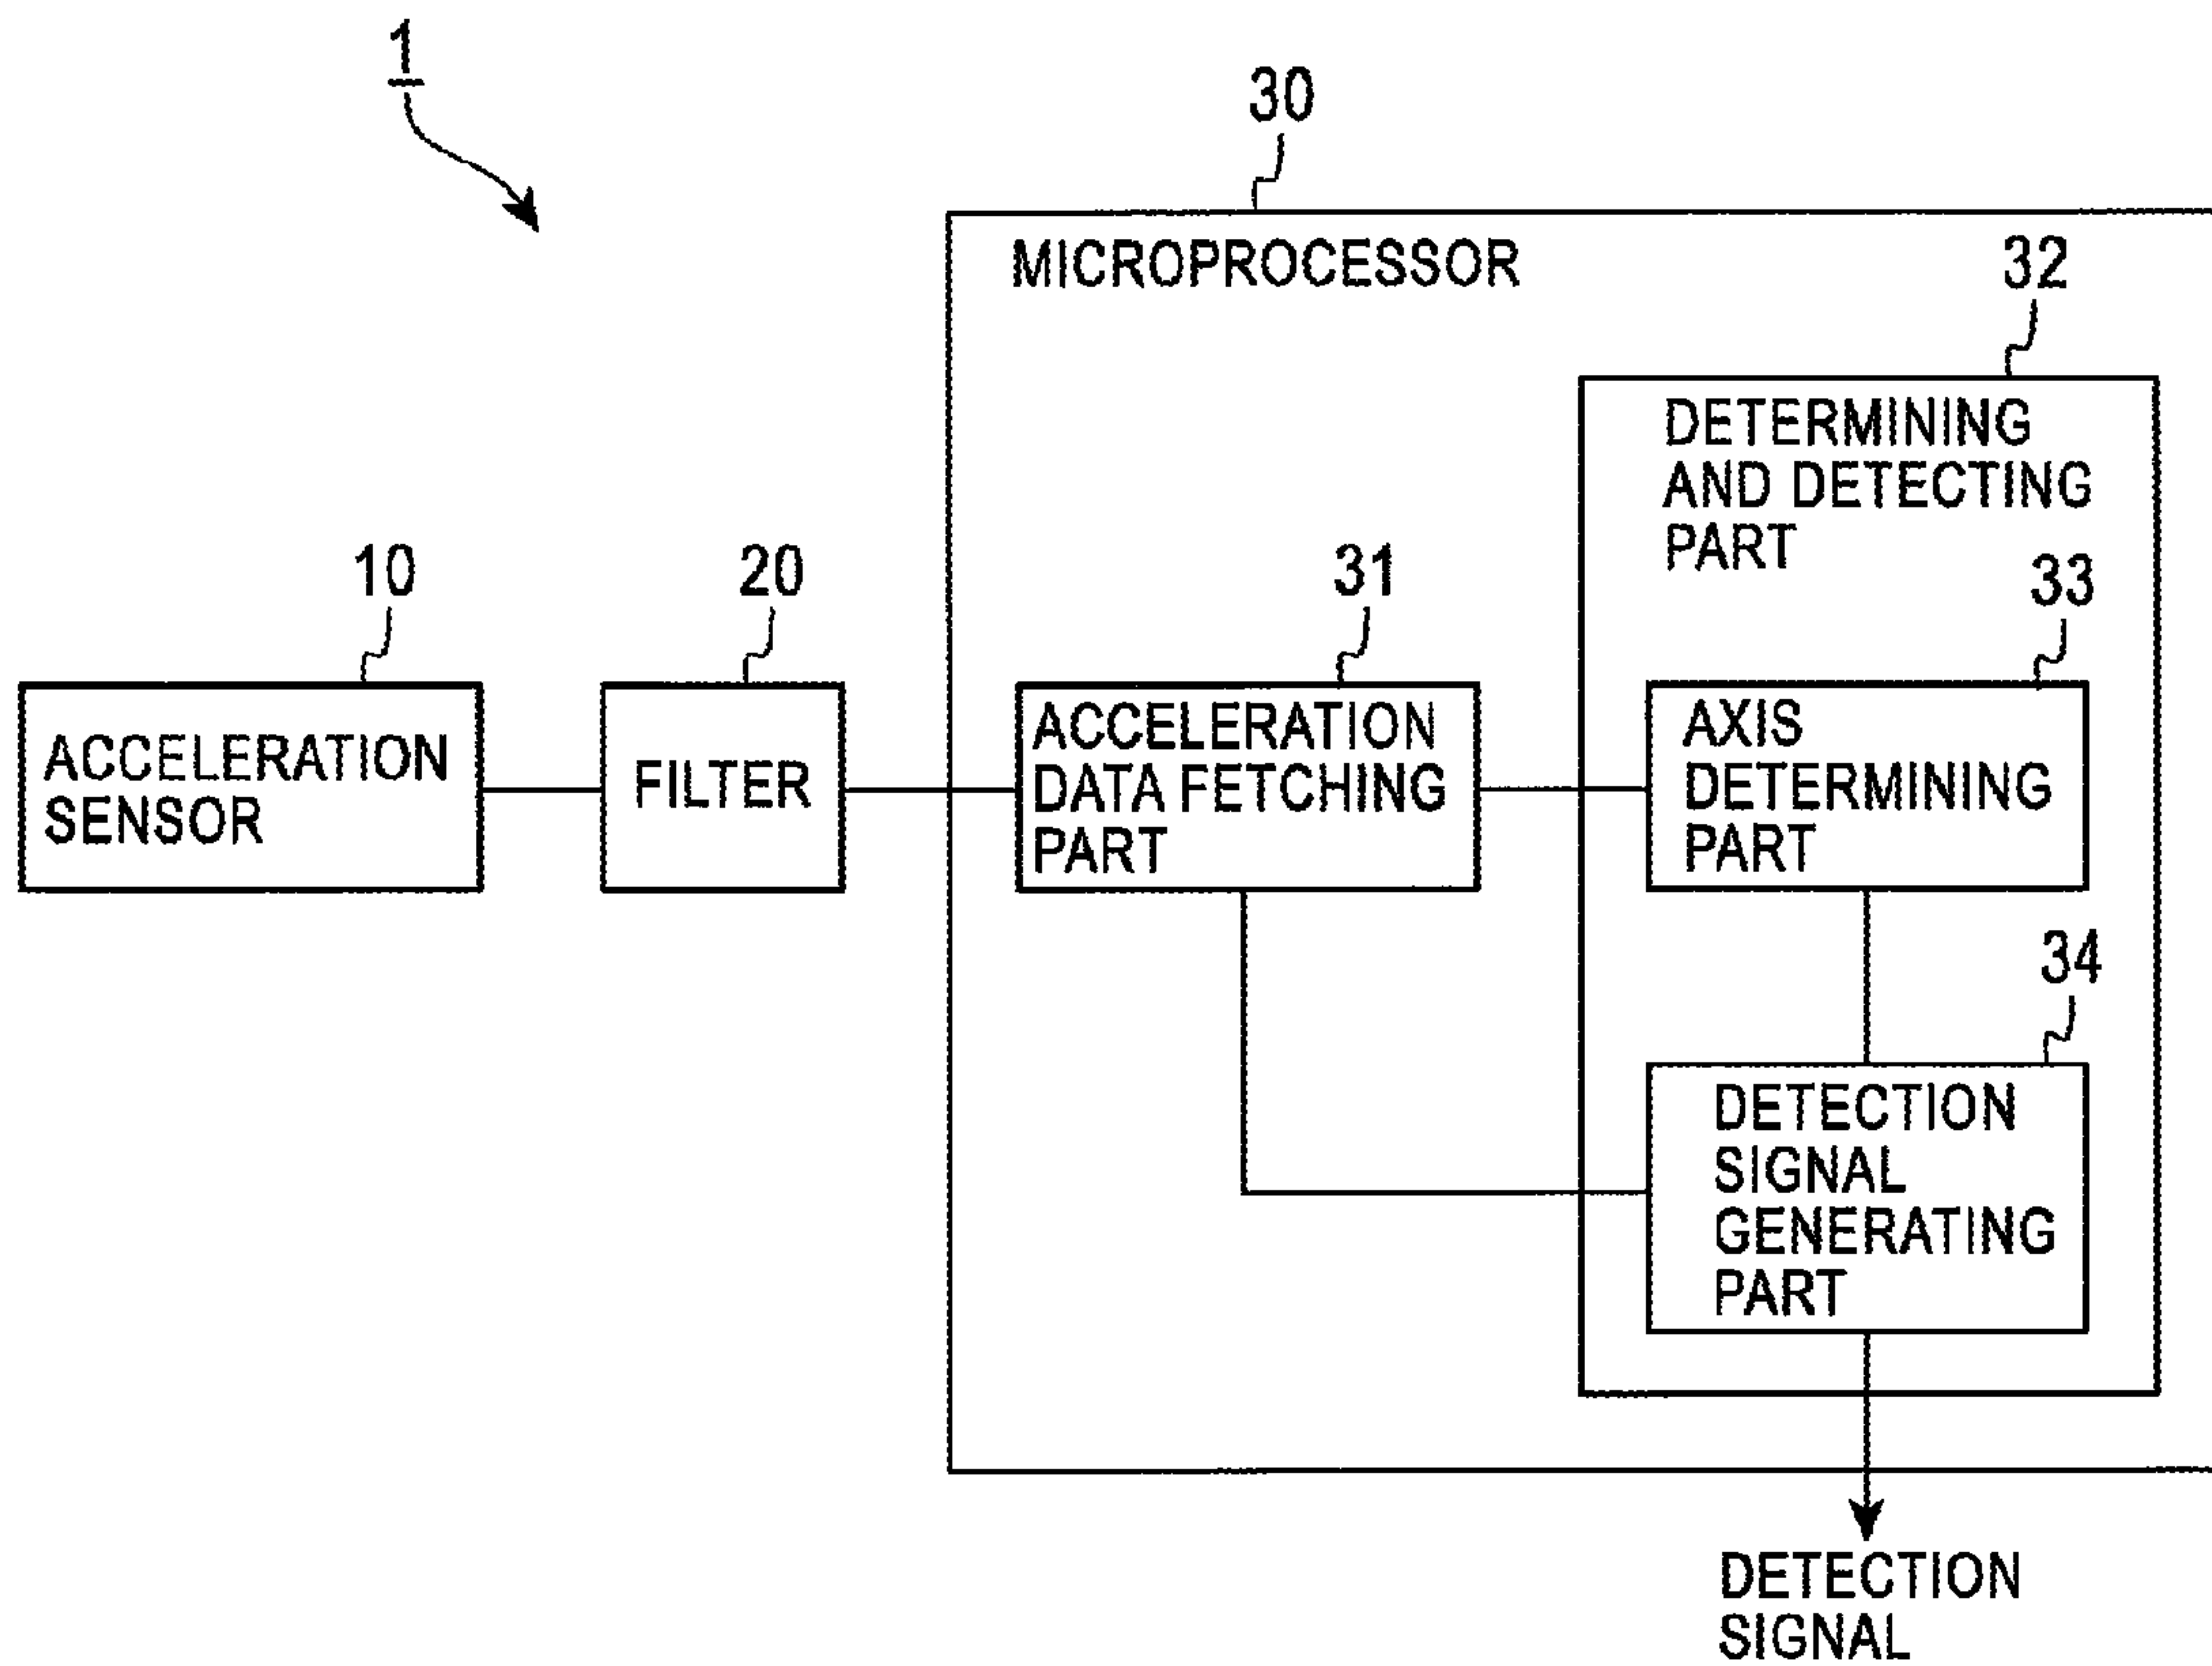 1
30
MICROPROCESSOR
32
DETERMINING
AND DETECTING
PART
10
20
31
33
ACCELERATION
SENSOR
FILTER
ACCELERATION
DATA FETCHING
PART
AXIS
DETERMINING
PART
34
DETECTION
SIGNAL
GENERATING
PART
DETECTION
SIGNAL